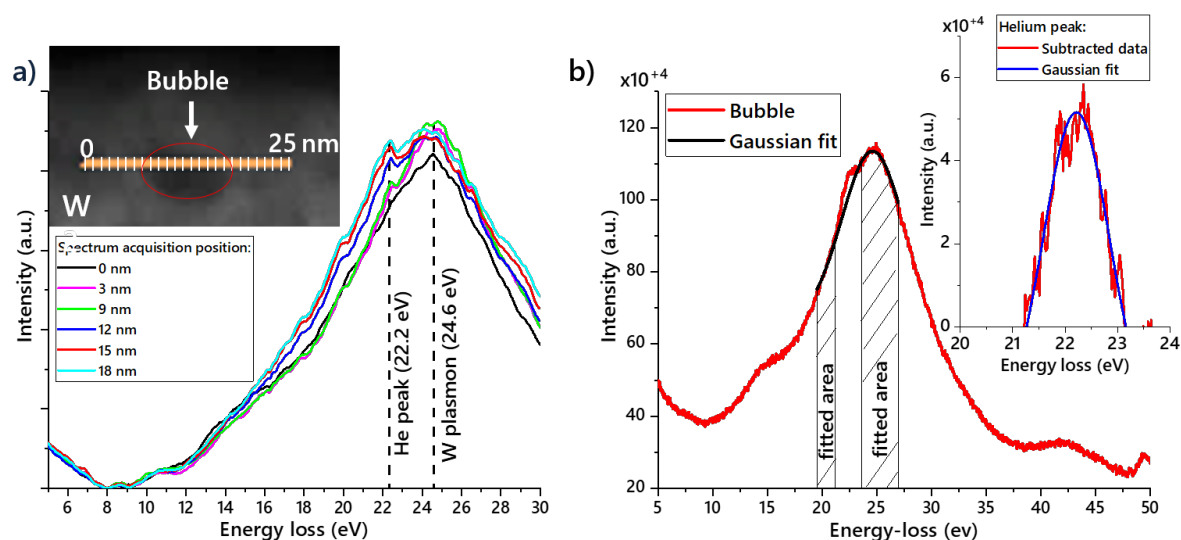 a)
Bubble
0
25 nm
W
Spectrum acquisition position:
0 nm
3 nm
9 nm
12 nm
15 nm
18 nm
Intensity (a.u.)
He peak (22.2 eV)
W plasmon (24.6 eV)
6 8 10 12 14 16 18 20 22 24 26 28 30
Energy loss (eV)
b)
x10+4
Bubble
Gaussian fit
120
100
80
60
40
20
Intensity (a.u.)
fitted area
fitted area
5 10 15 20 25 30 35 40 45 50
Energy-loss (ev)
x10+4
Helium peak:
Subtracted data
Gaussian fit
6
4
2
0
Intensity (a.u.)
20 21 22 23 24
Energy loss (eV)